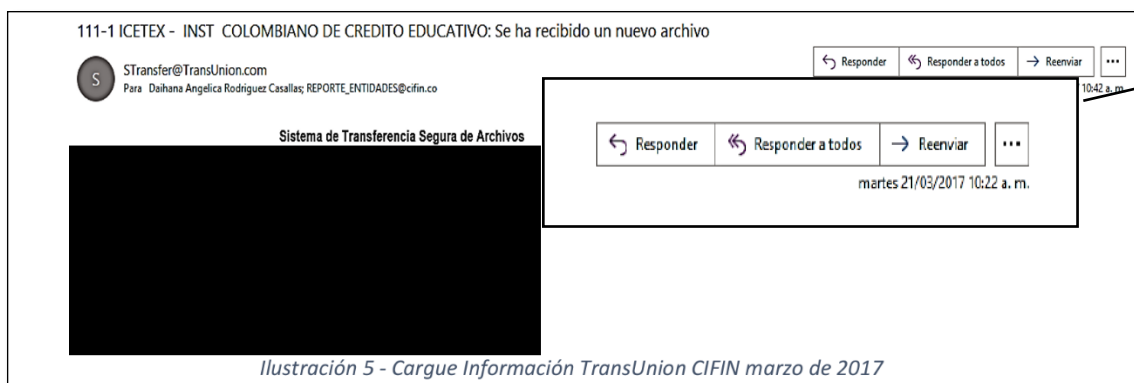 111-1 ICETEX - INST COLOMBIANO DE CREDITO EDUCATIVO: Se ha recibido un nuevo archivo
S
STransfer@TransUnion.com
Para Daihana Angelica Rodriguez Casallas; REPORTE_ENTIDADES@cifin.co
Responder Responder a todos Reenviar ...
10:42 a. m.
Sistema de Transferencia Segura de Archivos
Responder Responder a todos Reenviar ...
martes 21/03/2017 10:22 a. m.
Ilustración 5 - Cargue Información TransUnion CIFIN marzo de 2017